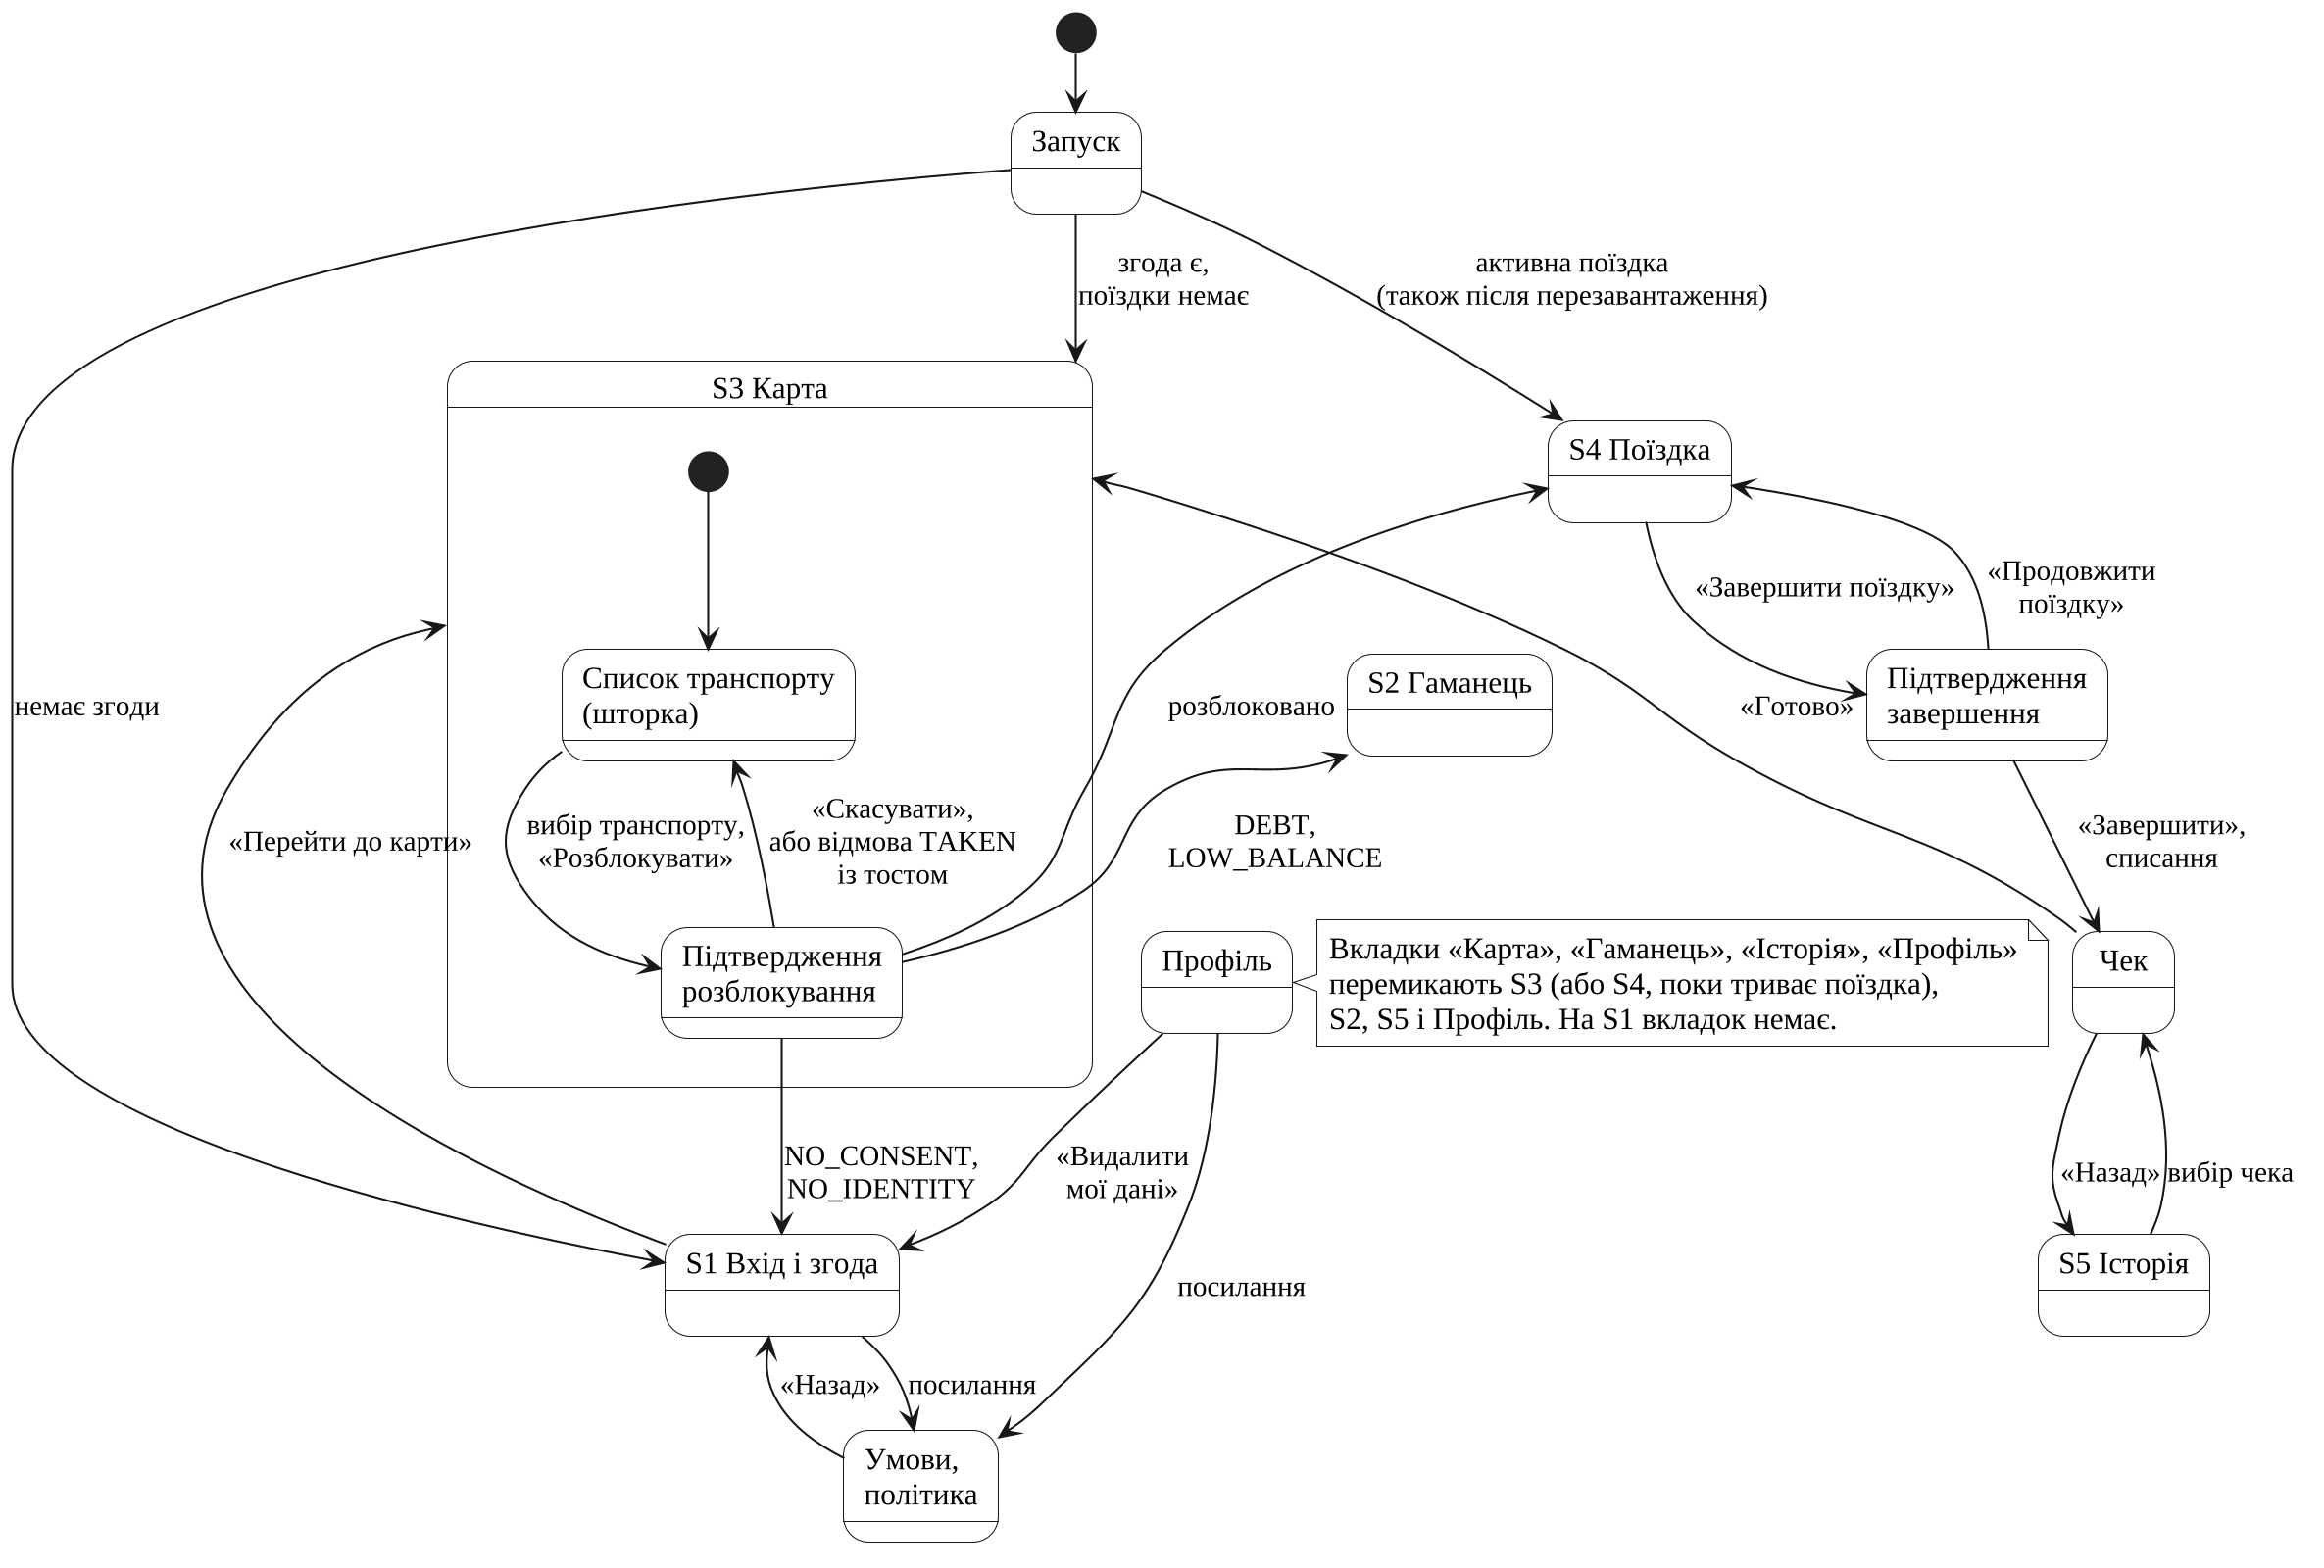 Запуск
згода є,
поїздки немає
активна поїздка
(також після перезавантаження)
S3 Карта
S4 Поїздка
«Завершити поїздку»
«Продовжити
поїздку»
немає згоди
Список транспорту
(шторка)
розблоковано
S2 Гаманець
«Готово»
Підтвердження
завершення
«Перейти до карти»
вибір транспорту,
«Розблокувати»
«Скасувати»,
або відмова TAKEN
із тостом
DEBT,
LOW_BALANCE
«Завершити»,
списання
Підтвердження
розблокування
Профіль
Вкладки «Карта», «Гаманець», «Історія», «Профіль»
перемикають S3 (або S4, поки триває поїздка),
S2, S5 і Профіль. На S1 вкладок немає.
Чек
NO_CONSENT,
NO_IDENTITY
«Видалити
мої дані»
«Назад»
вибір чека
S1 Вхід і згода
посилання
S5 Історія
«Назад»
посилання
Умови,
політика